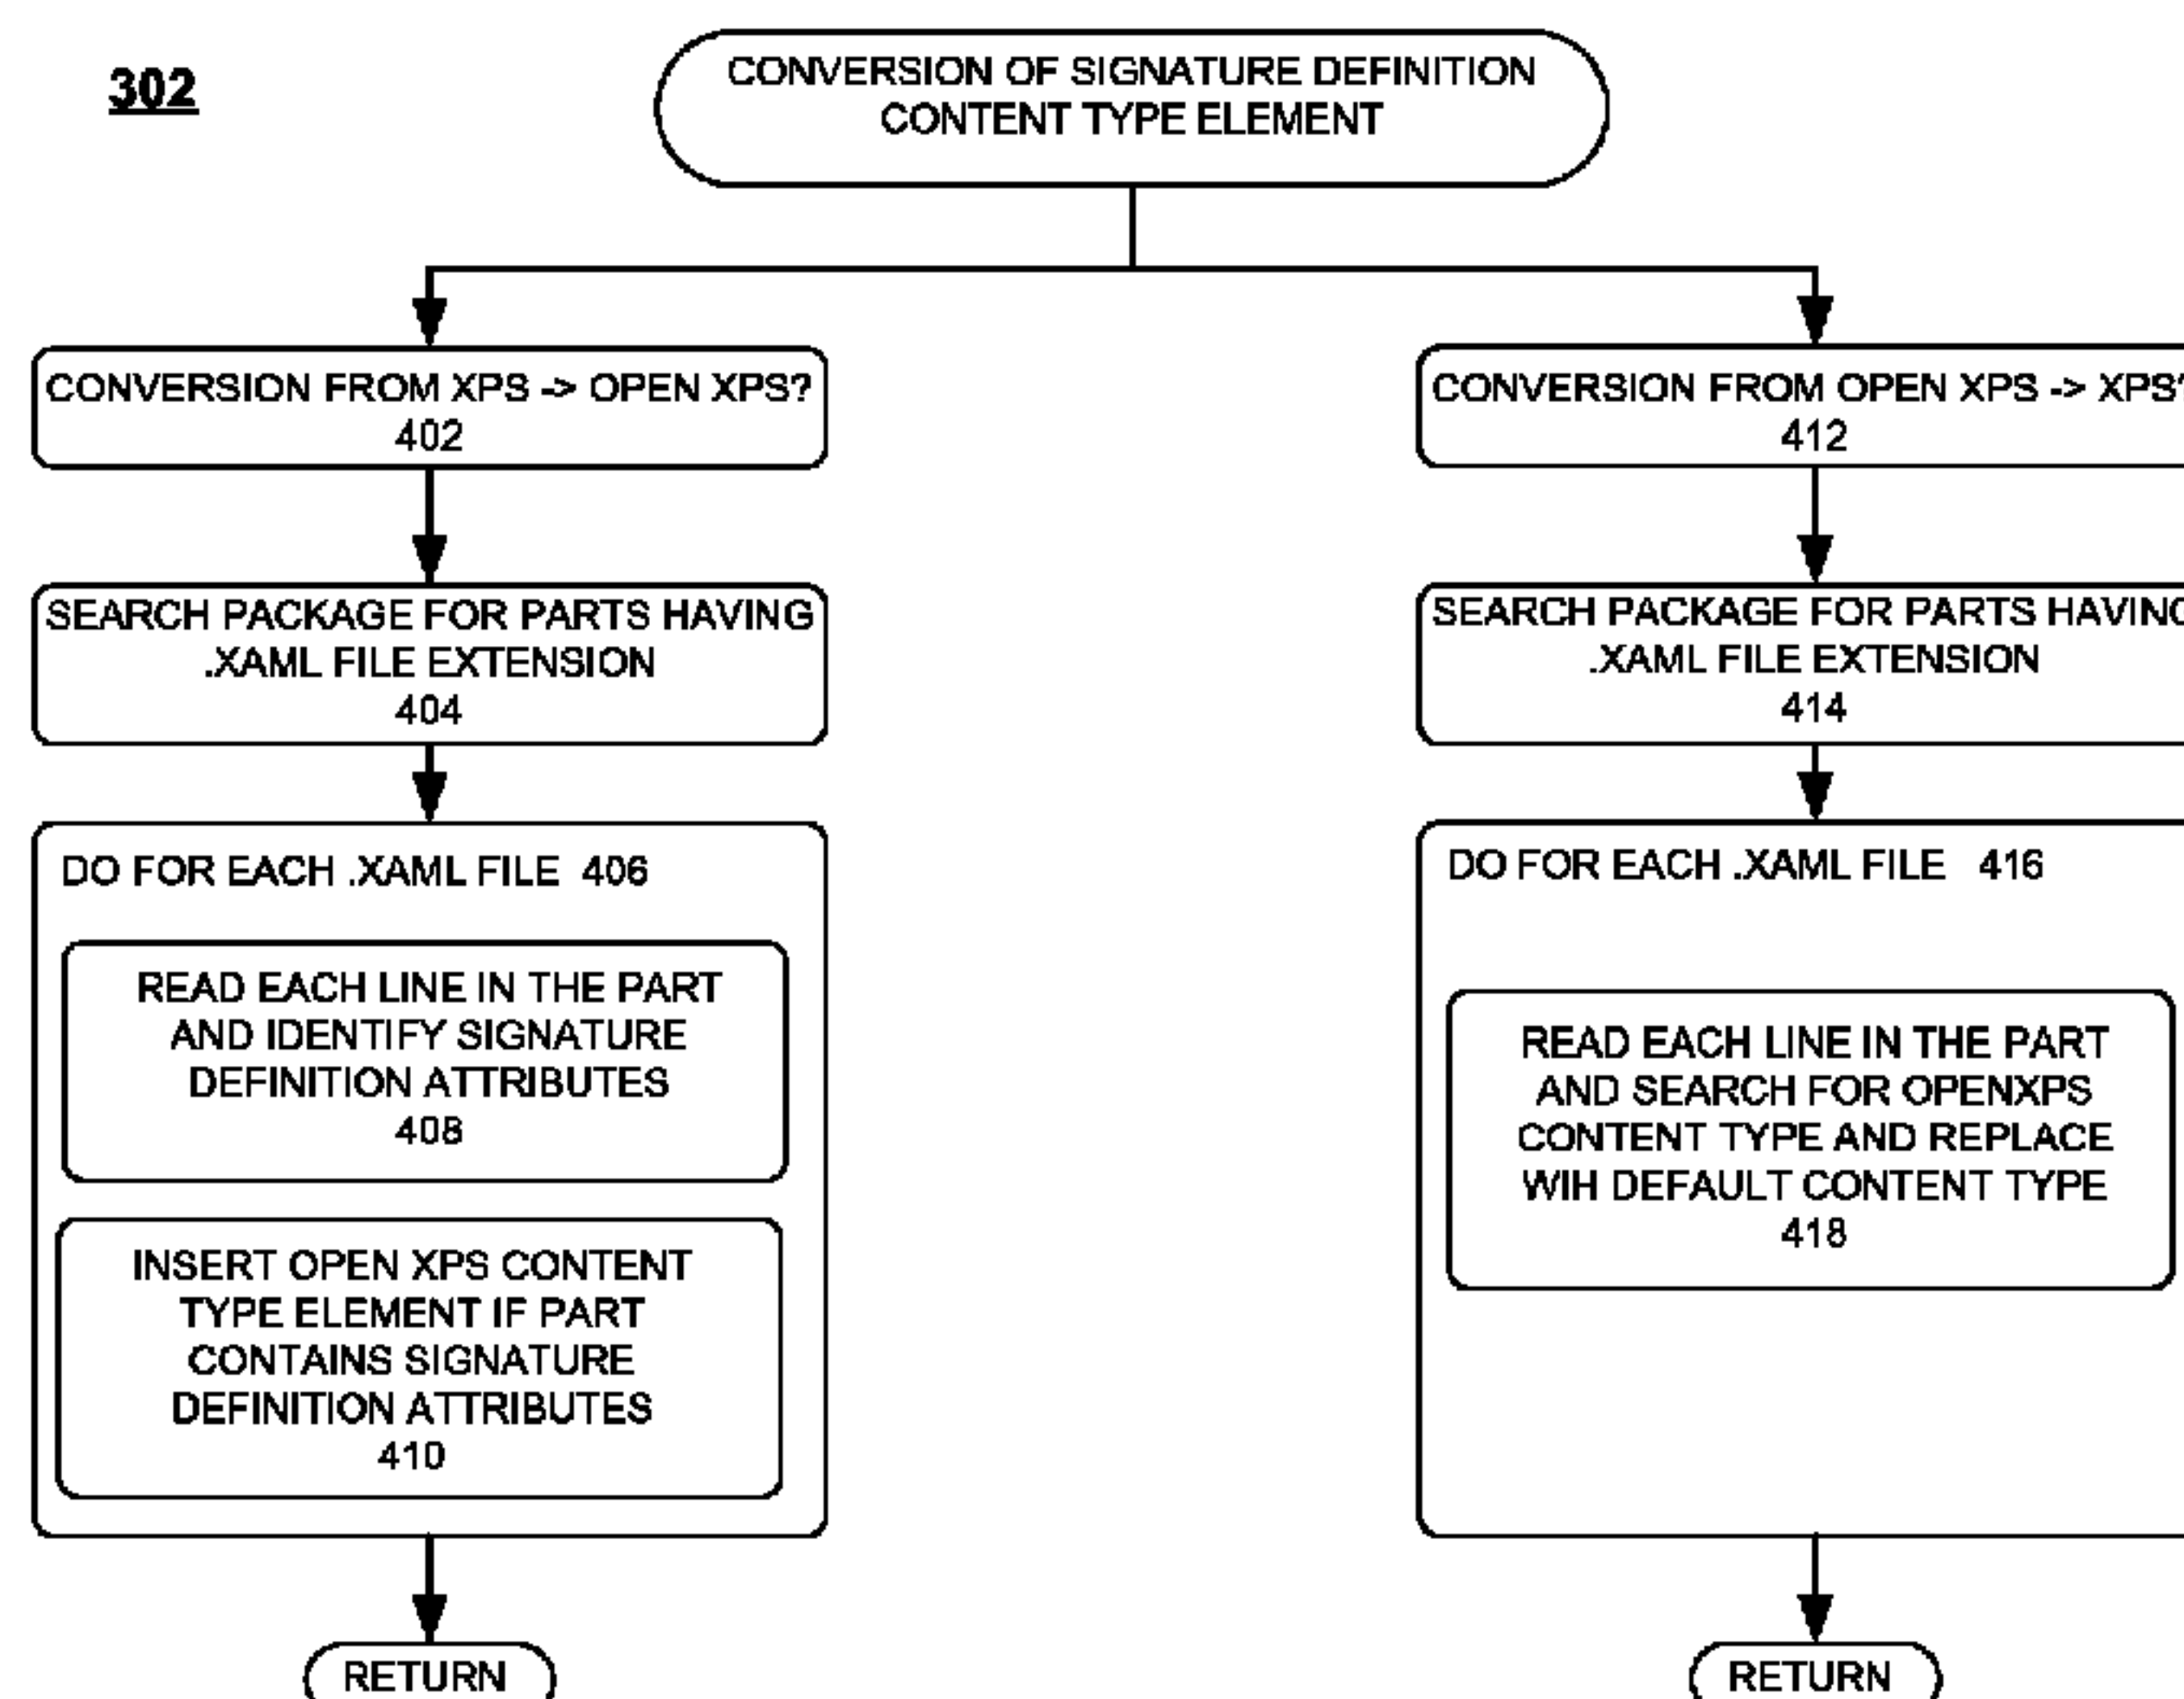 302
CONVERSION OF SIGNATURE DEFINITION
CONTENT TYPE ELEMENT
CONVERSION FROM XPS -> OPEN XPS?
402
SEARCH PACKAGE FOR PARTS HAVING
.XAML FILE EXTENSION
404
DO FOR EACH .XAML FILE 406
READ EACH LINE IN THE PART
AND IDENTIFY SIGNATURE
DEFINITION ATTRIBUTES
408
INSERT OPEN XPS CONTENT
TYPE ELEMENT IF PART
CONTAINS SIGNATURE
DEFINITION ATTRIBUTES
410
RETURN
CONVERSION FROM OPEN XPS -> XPS?
412
SEARCH PACKAGE FOR PARTS HAVING
.XAML FILE EXTENSION
414
DO FOR EACH .XAML FILE 416
READ EACH LINE IN THE PART
AND SEARCH FOR OPENXPS
CONTENT TYPE AND REPLACE
WIH DEFAULT CONTENT TYPE
418
RETURN